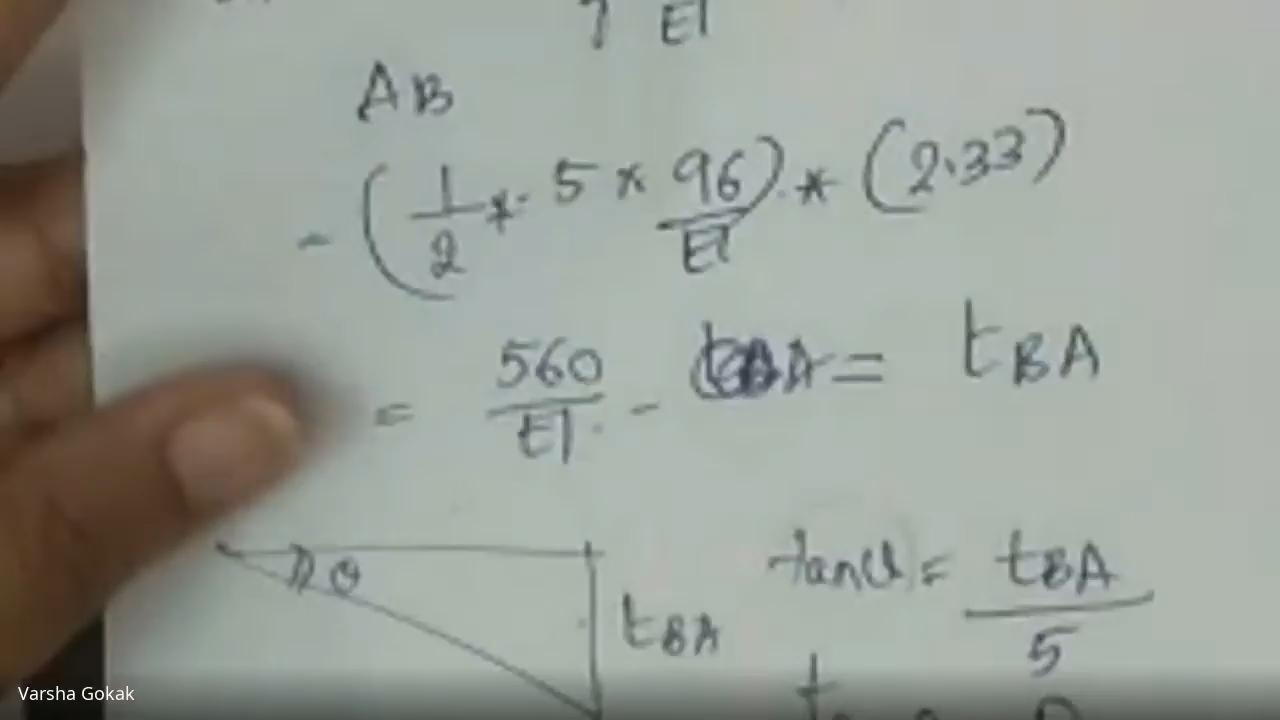 EI
AB
- (1/2 * 5 * 96/EI) * (2.33)
= 560/EI - = tBA
θ tBA
tanθ = tBA/5
Varsha Gokak